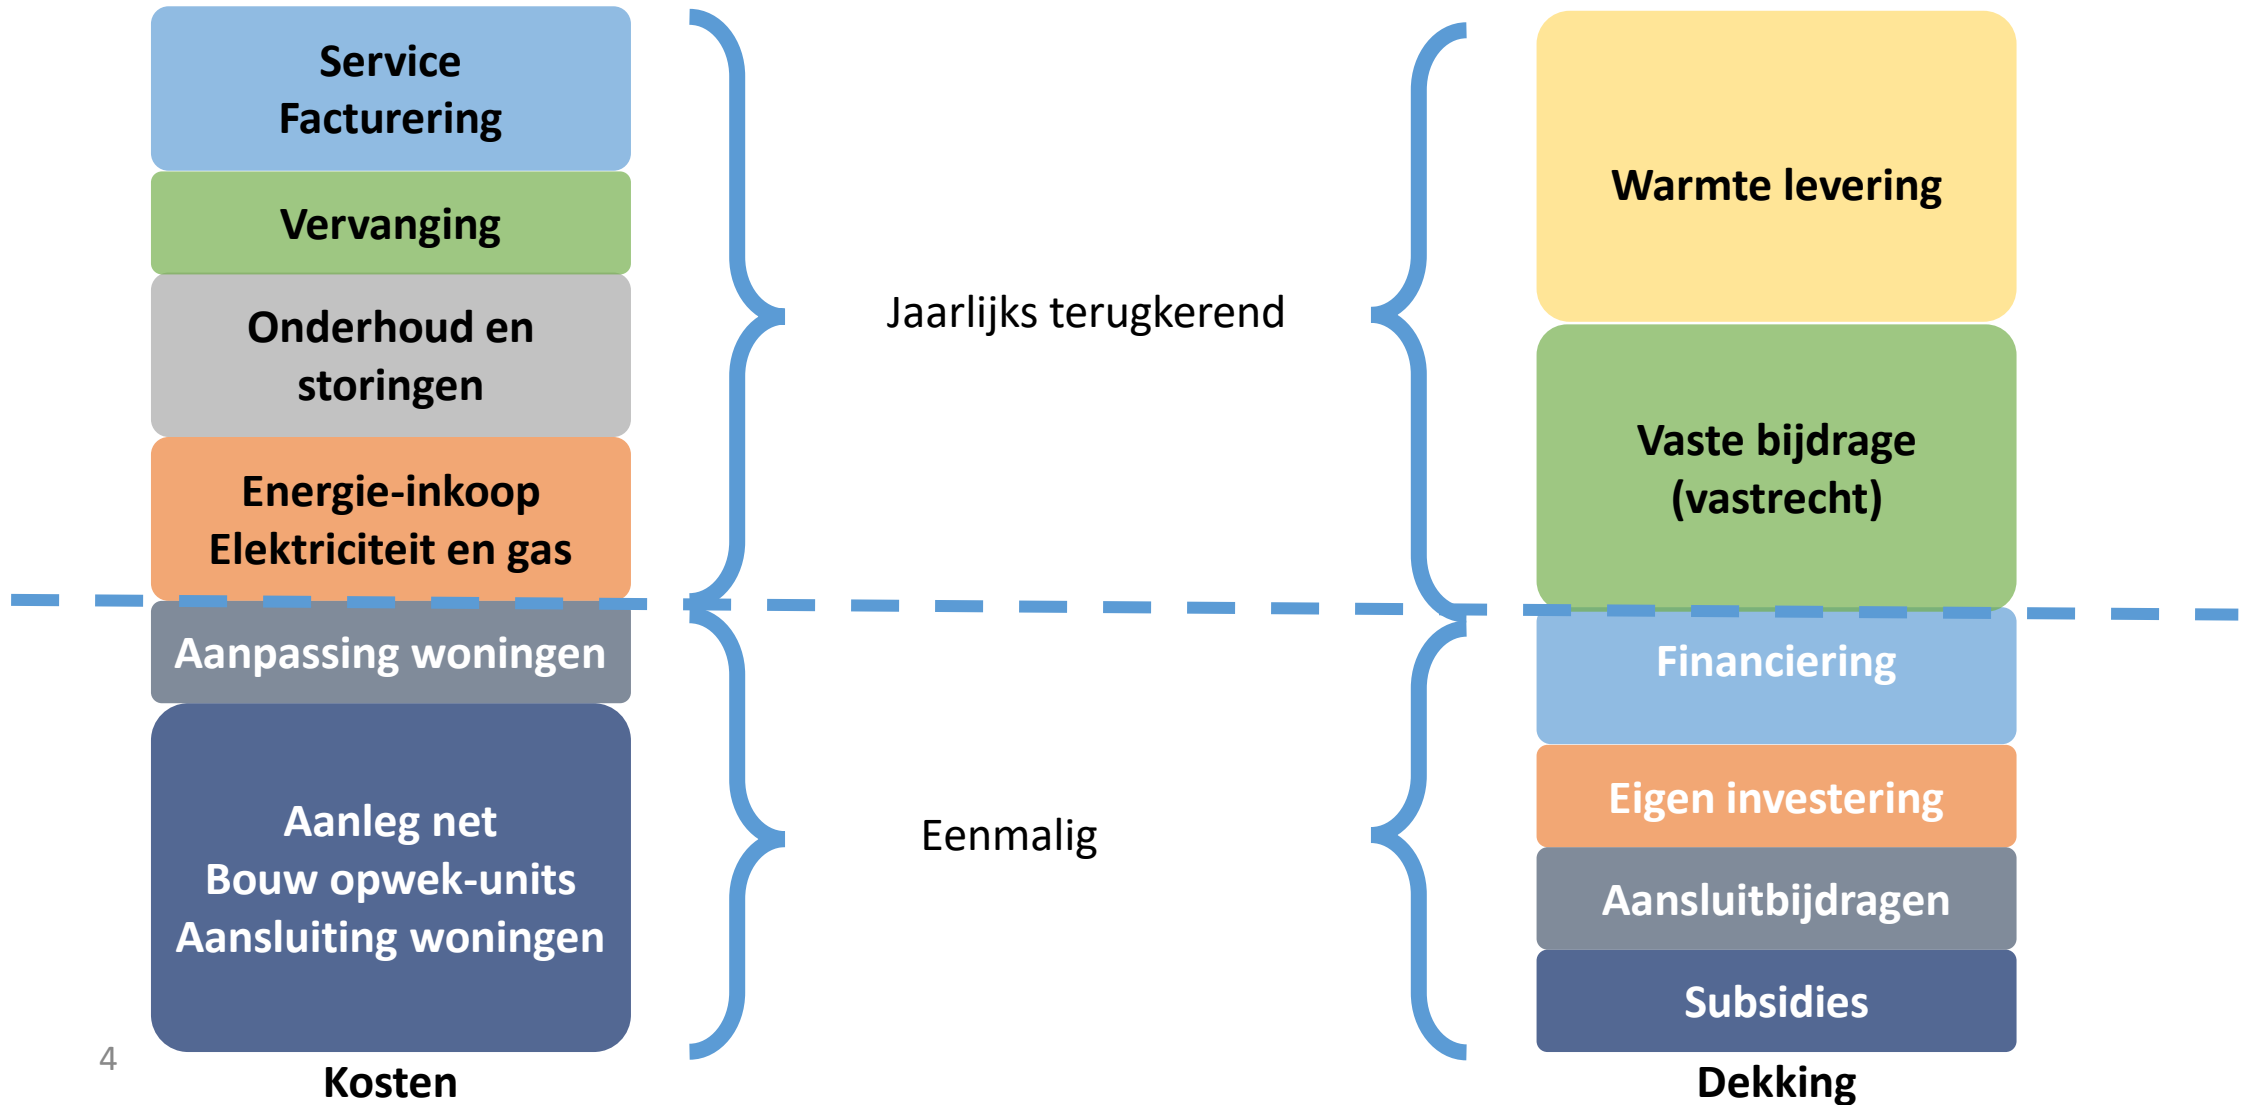 Service
Facturering
Vervanging
Onderhoud en
storingen
Energie-inkoop
Elektriciteit en gas
Aanpassing woningen
Aanleg net
Bouw opwek-units
Aansluiting woningen
Kosten
Jaarlijks terugkerend
Eenmalig
Warmte levering
Vaste bijdrage
(vastrecht)
Financiering
Eigen investering
Aansluitbijdragen
Subsidies
Dekking
4